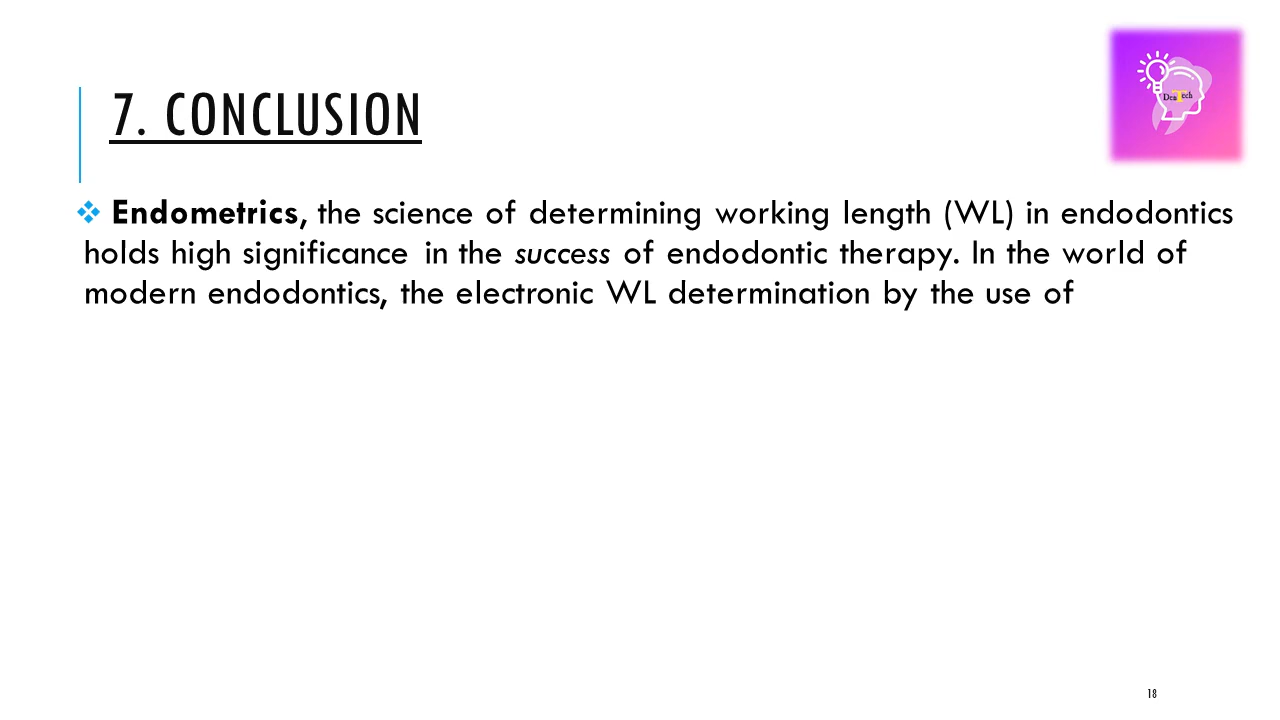 7. CONCLUSION
DenTech
❖ Endometrics, the science of determining working length (WL) in endodontics
holds high significance in the success of endodontic therapy. In the world of
modern endodontics, the electronic WL determination by the use of
18